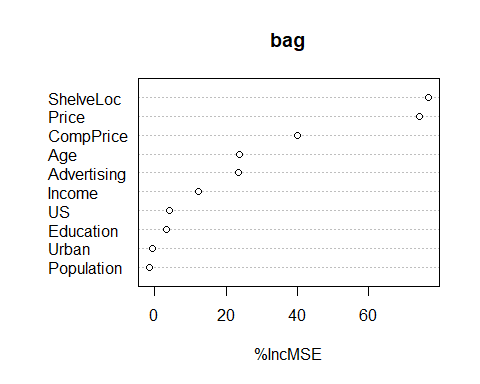 bag
ShelveLoc
Price
CompPrice
Age
Advertising
Income
US
Education
Urban
Population
0 20 40 60
%IncMSE